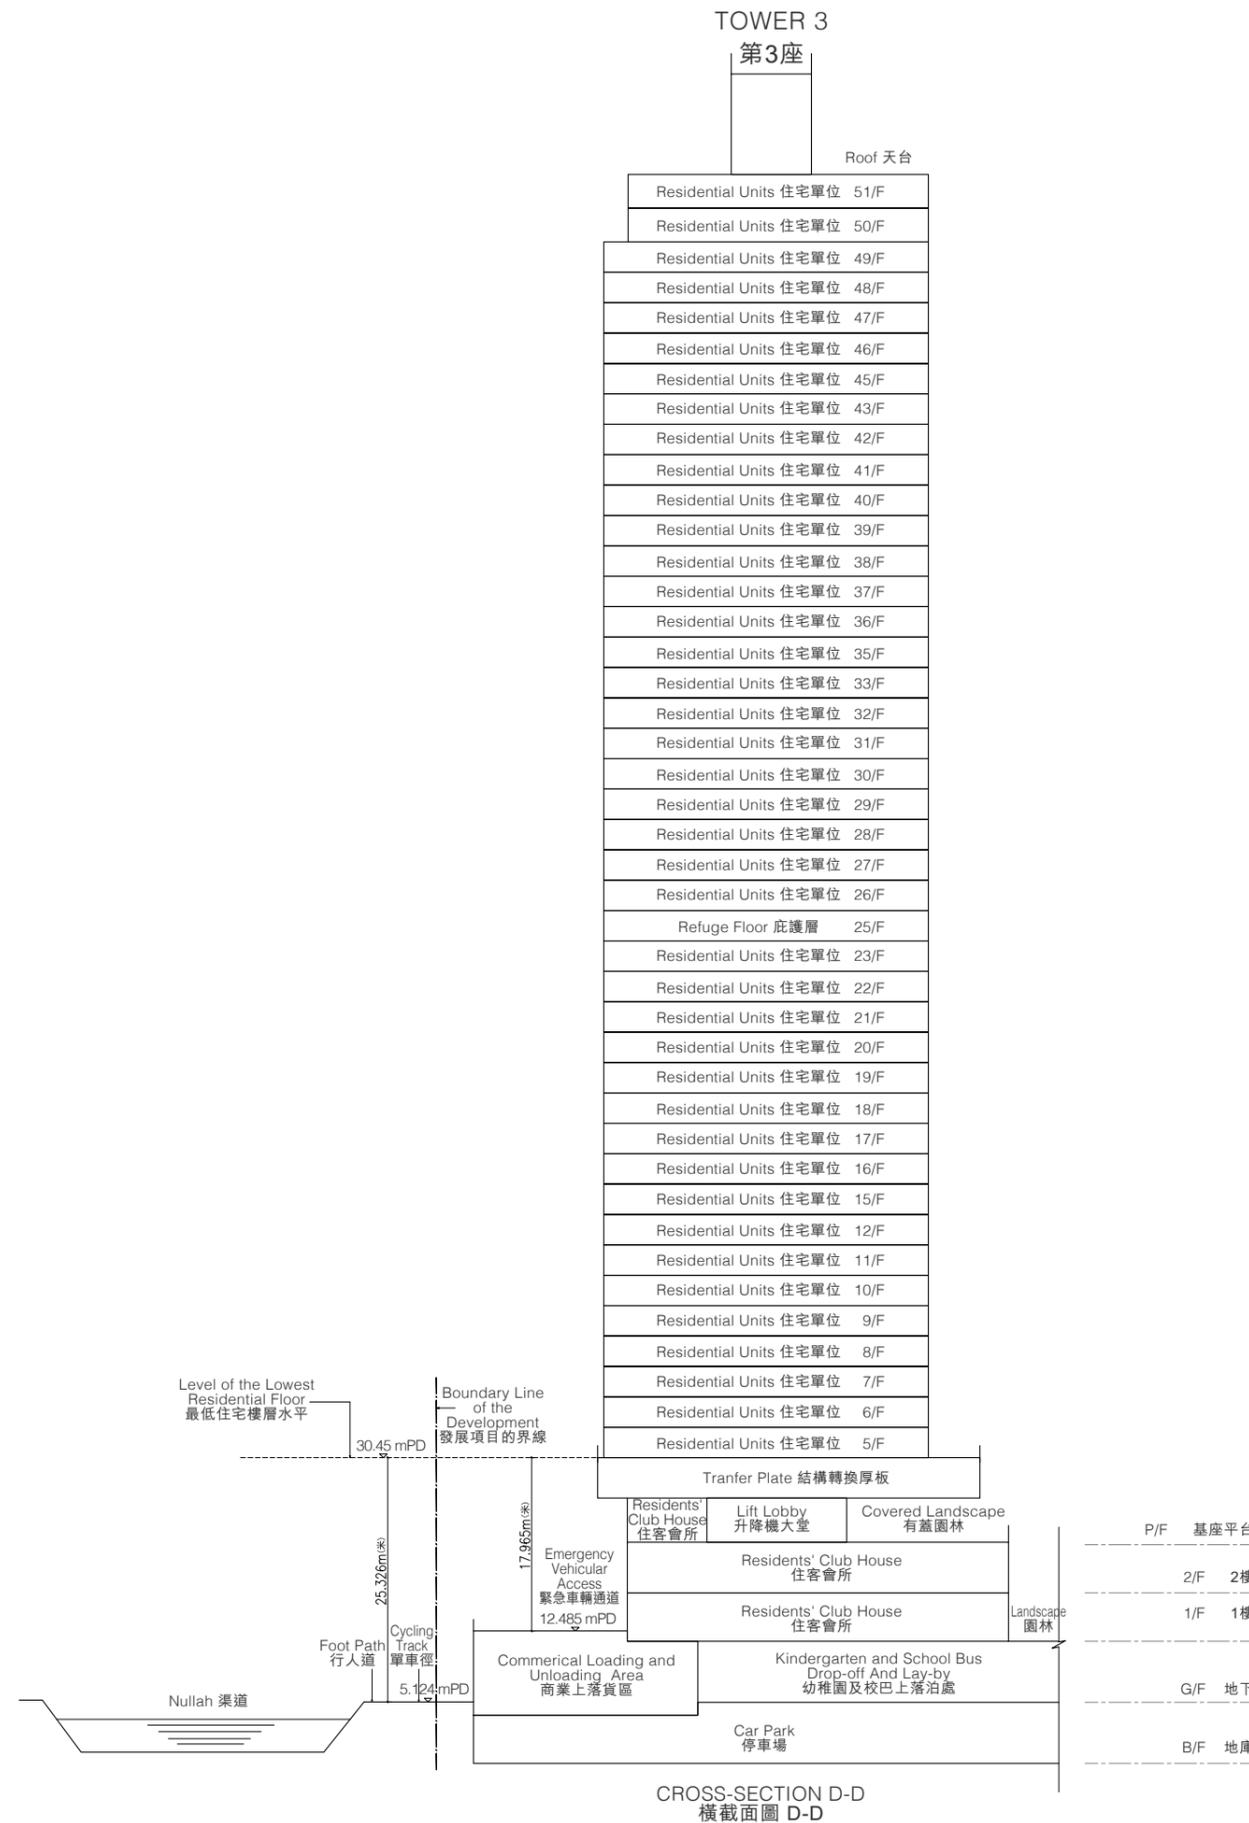 TOWER 3
第3座
Roof 天台
Residential Units 住宅單位 51/F
Residential Units 住宅單位 50/F
Residential Units 住宅單位 49/F
Residential Units 住宅單位 48/F
Residential Units 住宅單位 47/F
Residential Units 住宅單位 46/F
Residential Units 住宅單位 45/F
Residential Units 住宅單位 43/F
Residential Units 住宅單位 42/F
Residential Units 住宅單位 41/F
Residential Units 住宅單位 40/F
Residential Units 住宅單位 39/F
Residential Units 住宅單位 38/F
Residential Units 住宅單位 37/F
Residential Units 住宅單位 36/F
Residential Units 住宅單位 35/F
Residential Units 住宅單位 33/F
Residential Units 住宅單位 32/F
Residential Units 住宅單位 31/F
Residential Units 住宅單位 30/F
Residential Units 住宅單位 29/F
Residential Units 住宅單位 28/F
Residential Units 住宅單位 27/F
Residential Units 住宅單位 26/F
Refuge Floor 庇護層 25/F
Residential Units 住宅單位 23/F
Residential Units 住宅單位 22/F
Residential Units 住宅單位 21/F
Residential Units 住宅單位 20/F
Residential Units 住宅單位 19/F
Residential Units 住宅單位 18/F
Residential Units 住宅單位 17/F
Residential Units 住宅單位 16/F
Residential Units 住宅單位 15/F
Residential Units 住宅單位 12/F
Residential Units 住宅單位 11/F
Residential Units 住宅單位 10/F
Residential Units 住宅單位 9/F
Residential Units 住宅單位 8/F
Residential Units 住宅單位 7/F
Residential Units 住宅單位 6/F
Residential Units 住宅單位 5/F
Level of the Lowest
Residential Floor
最低住宅樓層水平
Boundary Line
of the
Development
發展項目的界線
30.45 mPD
Tranfer Plate 結構轉換厚板
25.326m(米)
17.965m(米)
Residents'
Club House
住客會所
Lift Lobby
升降機大堂
Covered Landscape
有蓋園林
P/F 基座平台
Emergency
Vehicular
Access
緊急車輛通道
12.485 mPD
Residents' Club House
住客會所
2/F 2樓
Residents' Club House
住客會所
Landscape
園林
1/F 1樓
Foot Path
行人道
Cycling
Track
單車徑
5.124 mPD
Nullah 渠道
Commerical Loading and
Unloading Area
商業上落貨區
Kindergarten and School Bus
Drop-off And Lay-by
幼稚園及校巴上落泊處
G/F 地下
Car Park
停車場
B/F 地庫
CROSS-SECTION D-D
橫截面圖 D-D